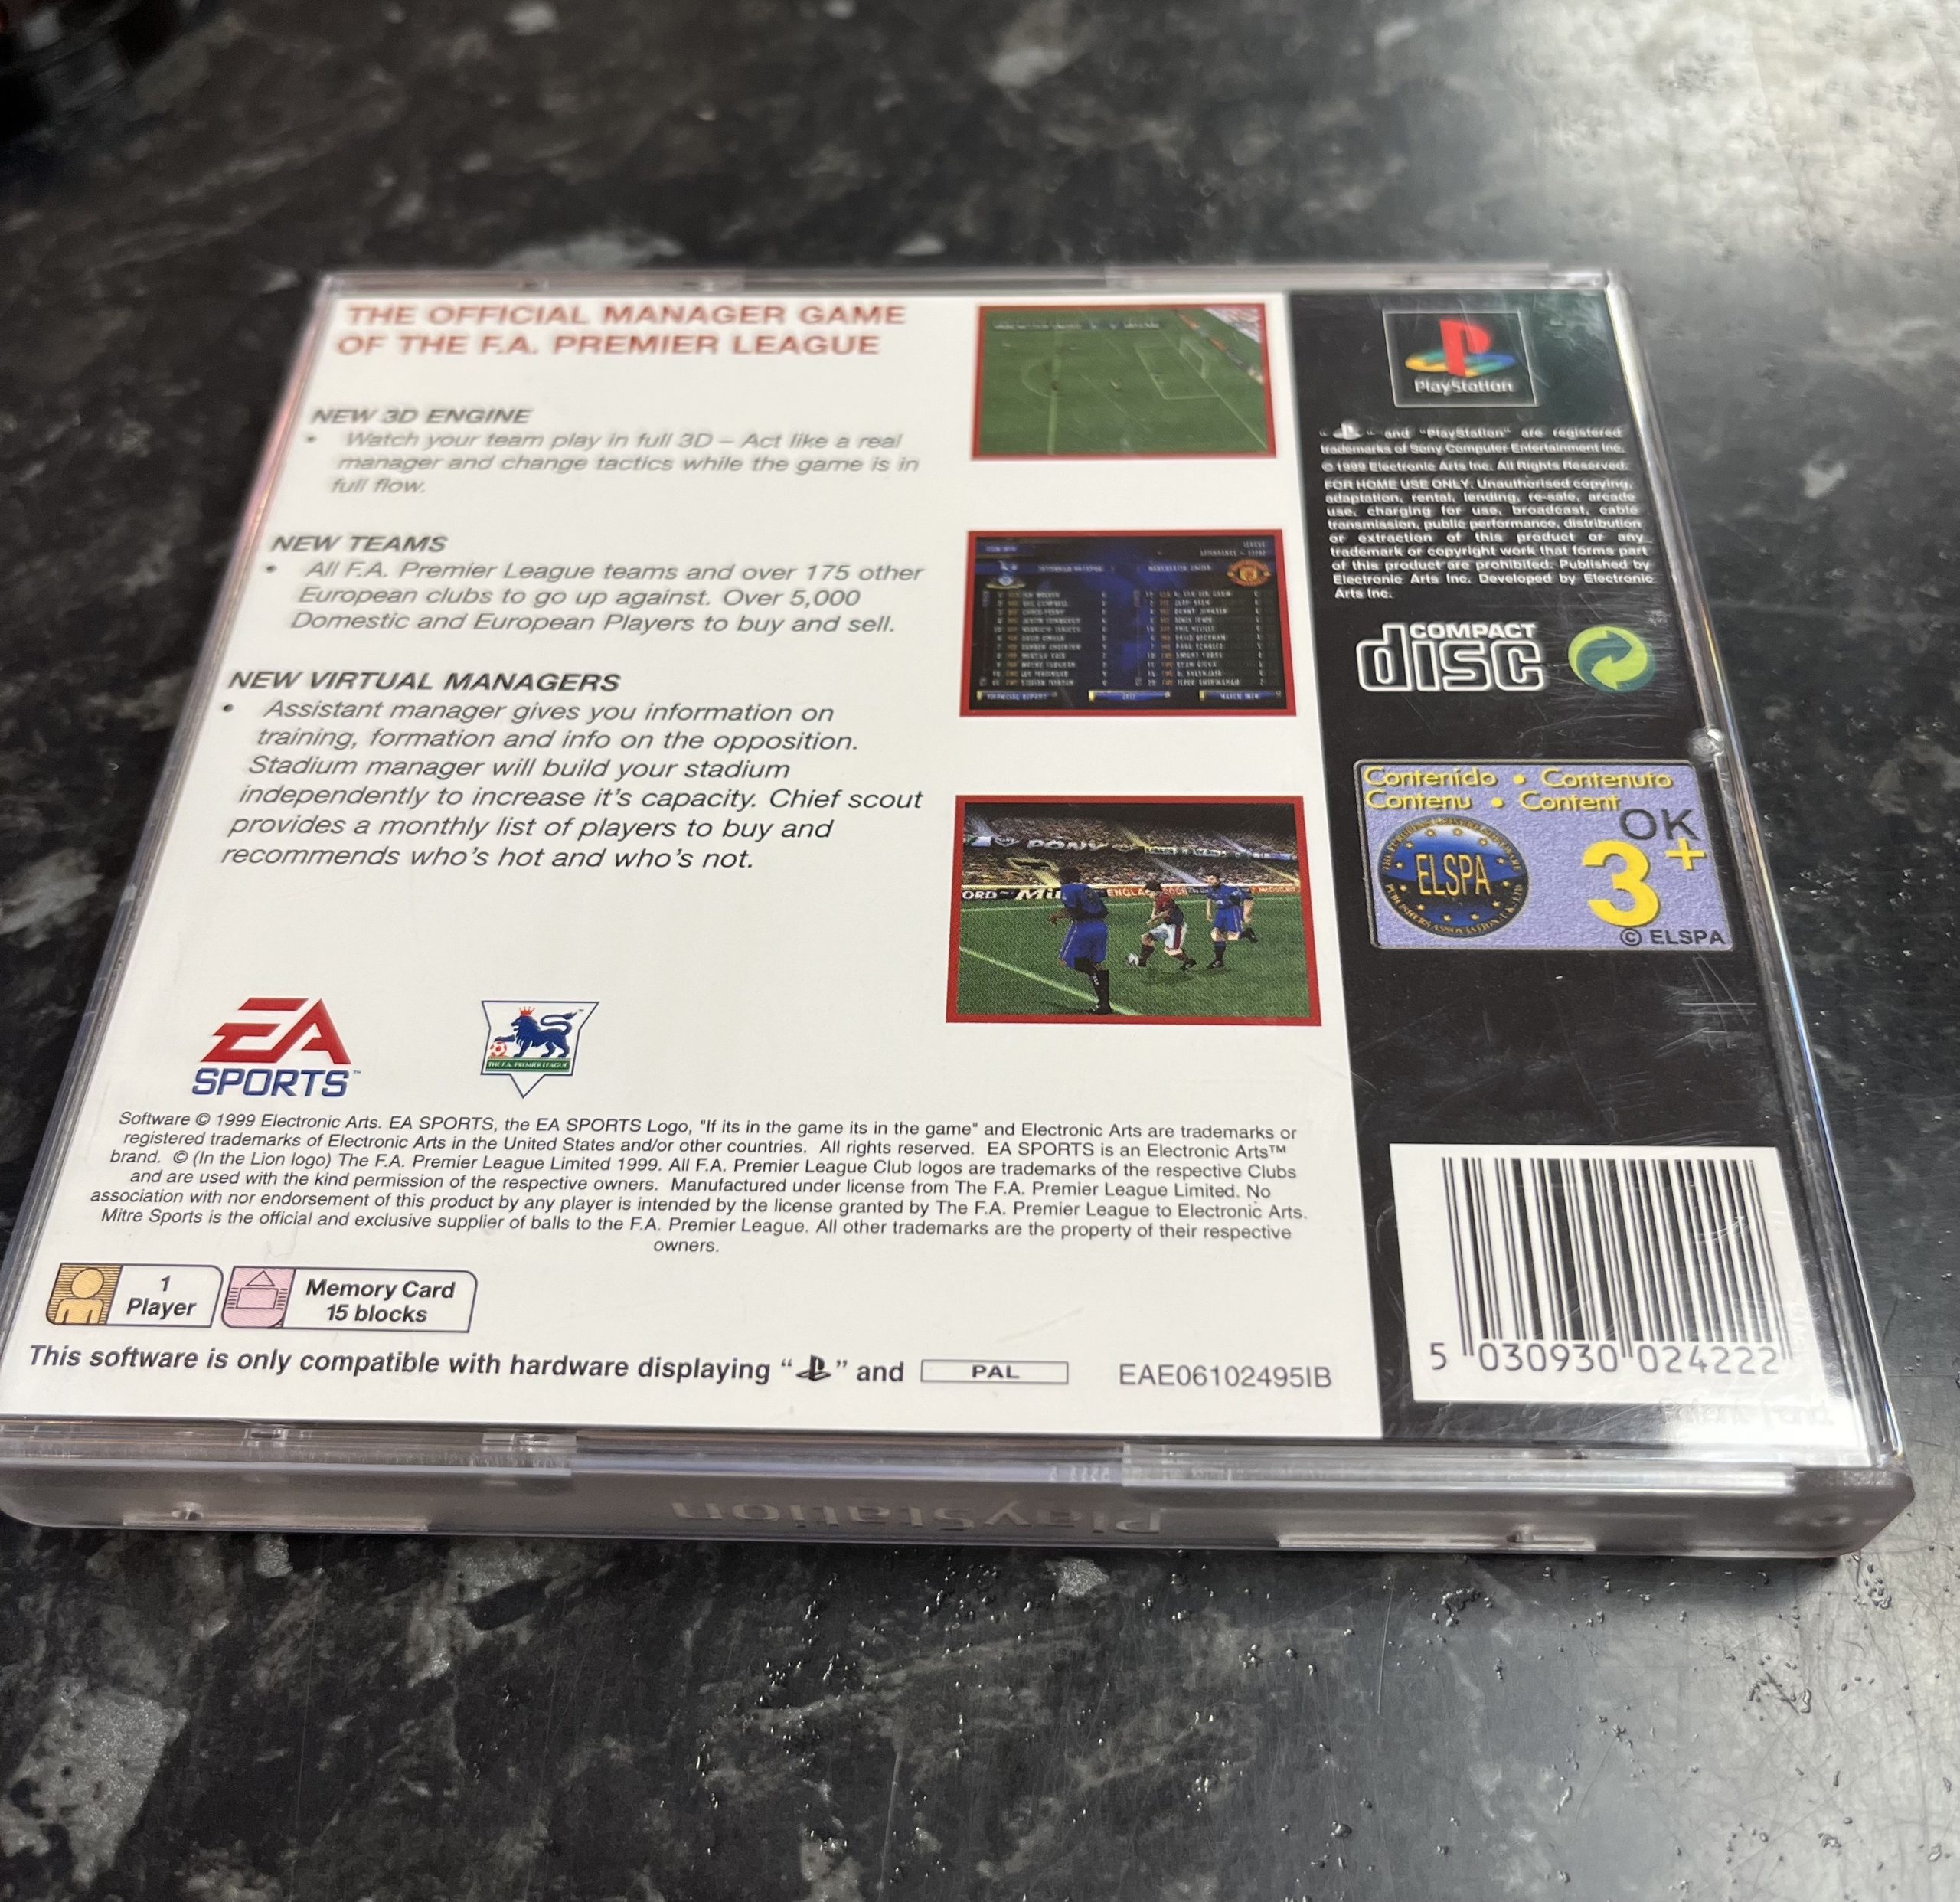 THE OFFICIAL MANAGER GAME
OF THE F.A. PREMIER LEAGUE
NEW 3D ENGINE
• Watch your team play in full 3D – Act like a real
manager and change tactics while the game is in
full flow.
NEW TEAMS
• All F.A. Premier League teams and over 175 other
European clubs to go up against. Over 5,000
Domestic and European Players to buy and sell.
NEW VIRTUAL MANAGERS
• Assistant manager gives you information on
training, formation and info on the opposition.
Stadium manager will build your stadium
independently to increase it's capacity. Chief scout
provides a monthly list of players to buy and
recommends who's hot and who's not.
PONY
ORD
ENGLA
EA
SPORTS™
THE F.A. PREMIER LEAGUE
Software © 1999 Electronic Arts. EA SPORTS, the EA SPORTS Logo, "If its in the game its in the game" and Electronic Arts are trademarks or
registered trademarks of Electronic Arts in the United States and/or other countries. All rights reserved. EA SPORTS is an Electronic Arts™
brand. © (In the Lion logo) The F.A. Premier League Limited 1999. All F.A. Premier League Club logos are trademarks of the respective Clubs
and are used with the kind permission of the respective owners. Manufactured under license from The F.A. Premier League Limited. No
association with nor endorsement of this product by any player is intended by the license granted by The F.A. Premier League to Electronic Arts.
Mitre Sports is the official and exclusive supplier of balls to the F.A. Premier League. All other trademarks are the property of their respective
owners.
1
Player
Memory Card
15 blocks
This software is only compatible with hardware displaying “ ” and PAL
EAE06102495IB
PlayStation
“ ” and “PlayStation” are registered
trademarks of Sony Computer Entertainment Inc.
© 1999 Electronic Arts Inc. All Rights Reserved.
FOR HOME USE ONLY. Unauthorised copying,
adaptation, rental, lending, re-sale, arcade
use, charging for use, broadcast, cable
transmission, public performance, distribution
or extraction of this product or any
trademark or copyright work that forms part
of this product are prohibited. Published by
Electronic Arts Inc. Developed by Electronic
Arts Inc.
COMPACT
disc
Contenido • Contenuto
Contenu • Content
OK
ELSPA
3+
© ELSPA
5 030930 024222
PlayStation